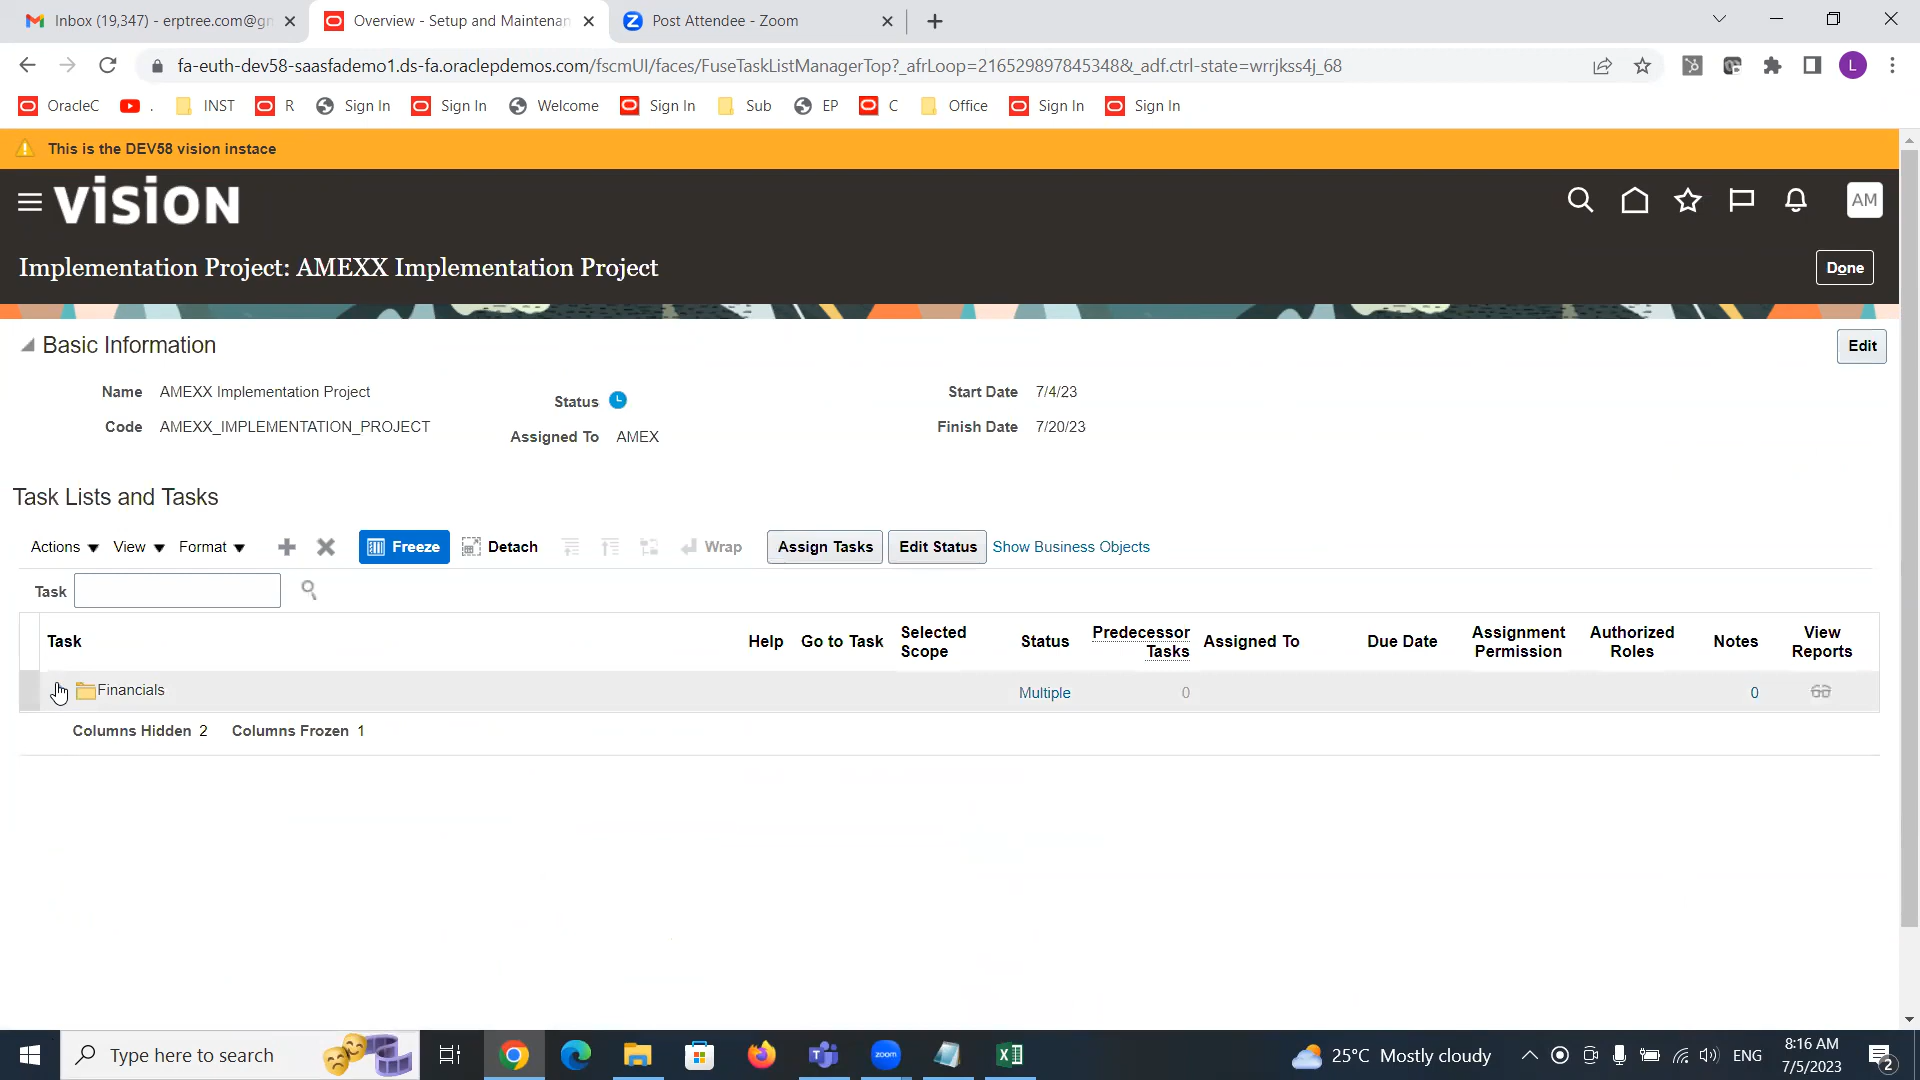 Inbox (19,347) - erptree.com@gm
Overview - Setup and Maintenan
Post Attendee - Zoom
fa-euth-dev58-saasfademo1.ds-fa.oraclepdemos.com/fscmUI/faces/FuseTaskListManagerTop?_afrLoop=21652989784534​8&_adf.ctrl-state=wrrjkss4j_68
L
OracleC . INST R Sign In Sign In Welcome Sign In Sub EP C Office Sign In Sign In
This is the DEV58 vision instace
vision
AM
Implementation Project: AMEXX Implementation Project
Done
Basic Information
Edit
Name AMEXX Implementation Project
Status
Start Date 7/4/23
Code AMEXX_IMPLEMENTATION_PROJECT
Assigned To AMEX
Finish Date 7/20/23
Task Lists and Tasks
Actions View Format Freeze Detach Wrap Assign Tasks Edit Status Show Business Objects
Task
Task Help Go to Task Selected Scope Status Predecessor Tasks Assigned To Due Date Assignment Permission Authorized Roles Notes View Reports
Financials Multiple 0 0
Columns Hidden 2 Columns Frozen 1
Type here to search
zoom
25°C Mostly cloudy
ENG
8:16 AM
7/5/2023
2